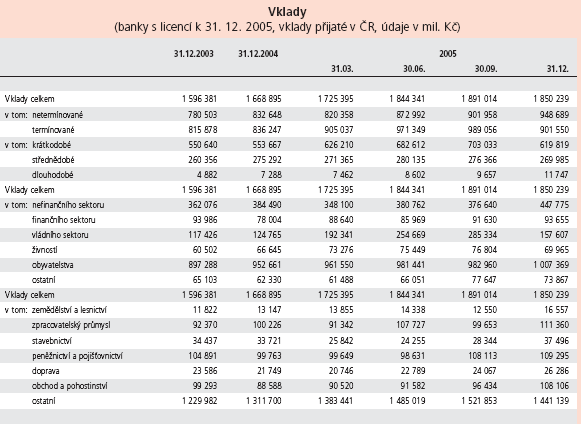 Vklady
(banky s licencí k 31. 12. 2005, vklady přijaté v ČR, údaje v mil. Kč)
31.12.2003 31.12.2004 2005
31.03. 30.06. 30.09. 31.12.
Vklady celkem 1 596 381 1 668 895 1 725 395 1 844 341 1 891 014 1 850 239
v tom: netermínované 780 503 832 648 820 358 872 992 901 958 948 689
termínované 815 878 836 247 905 037 971 349 989 056 901 550
v tom: krátkodobé 550 640 553 667 626 210 682 612 703 033 619 819
střednědobé 260 356 275 292 271 365 280 135 276 366 269 985
dlouhodobé 4 882 7 288 7 462 8 602 9 657 11 747
Vklady celkem 1 596 381 1 668 895 1 725 395 1 844 341 1 891 014 1 850 239
v tom: nefinančního sektoru 362 076 384 490 348 100 380 762 376 640 447 775
finančního sektoru 93 986 78 004 88 640 85 969 91 630 93 655
vládního sektoru 117 426 124 765 192 341 254 669 285 334 157 607
živností 60 502 66 645 73 276 75 449 76 804 69 965
obyvatelstva 897 288 952 661 961 550 981 441 982 960 1 007 369
ostatní 65 103 62 330 61 488 66 051 77 647 73 867
Vklady celkem 1 596 381 1 668 895 1 725 395 1 844 341 1 891 014 1 850 239
v tom: zemědělství a lesnictví 11 822 13 147 13 855 14 338 12 550 16 557
zpracovatelský průmysl 92 370 100 226 91 342 107 727 99 653 111 360
stavebnictví 34 437 33 721 25 842 24 255 28 344 37 496
peněžnictví a pojišťovnictví 104 891 99 763 99 649 98 631 108 113 109 295
doprava 23 586 21 749 20 746 22 789 24 067 26 286
obchod a pohostinství 99 293 88 588 90 520 91 582 96 434 108 106
ostatní 1 229 982 1 311 700 1 383 441 1 485 019 1 521 853 1 441 139